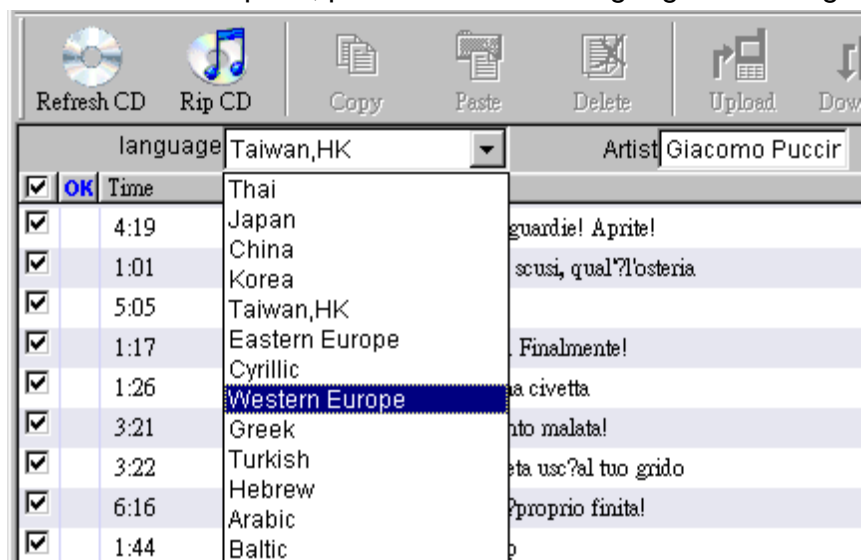 Refresh CD Rip CD Copy Paste Delete Upload
language Taiwan,HK Artist Giacomo Puccir
OK Time
Thai
4:19 Japan guardie! Aprite!
China
1:01 Korea scusi, qual'?l'osteria
5:05 Taiwan,HK
1:17 Eastern Europe . Finalmente!
Cyrillic
1:26 Western Europe na civetta
3:21 Greek nto malata!
3:22 Turkish eta usc?al tuo grido
Hebrew
6:16 Arabic ?proprio finita!
1:44 Baltic